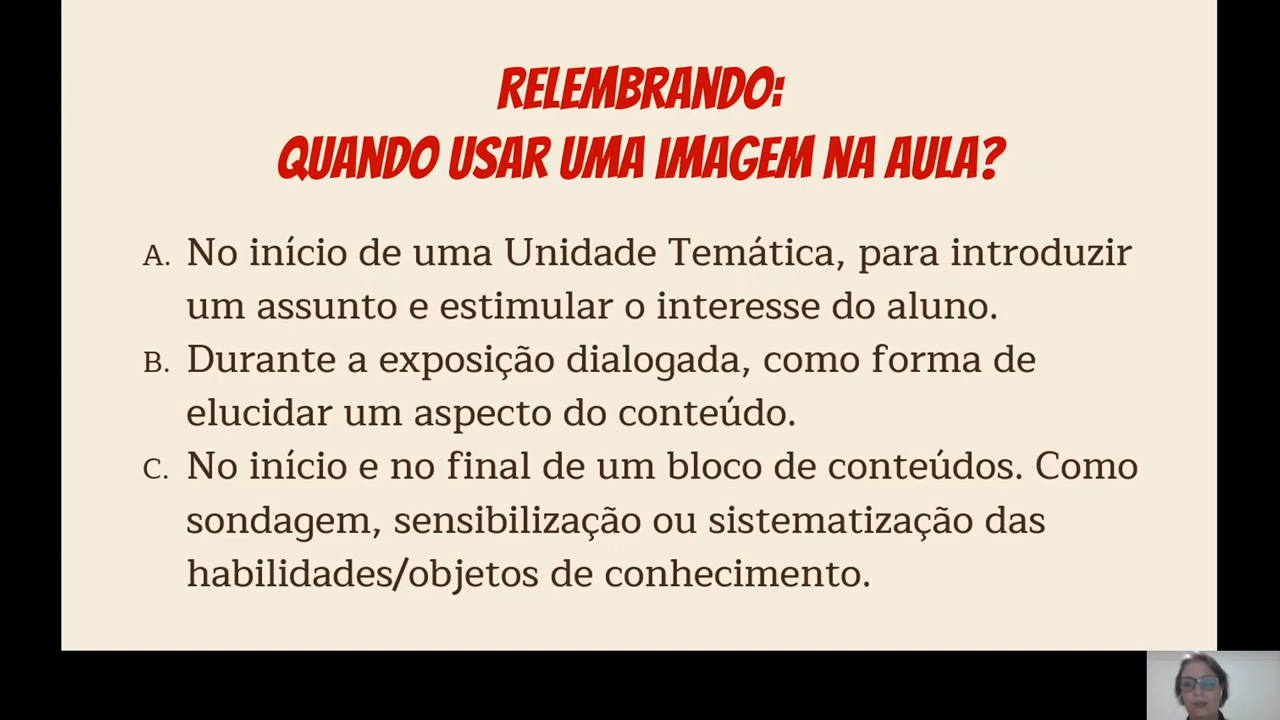 RELEMBRANDO:
QUANDO USAR UMA IMAGEM NA AULA?
A. No início de uma Unidade Temática, para introduzir
um assunto e estimular o interesse do aluno.
B. Durante a exposição dialogada, como forma de
elucidar um aspecto do conteúdo.
C. No início e no final de um bloco de conteúdos. Como
sondagem, sensibilização ou sistematização das
habilidades/objetos de conhecimento.